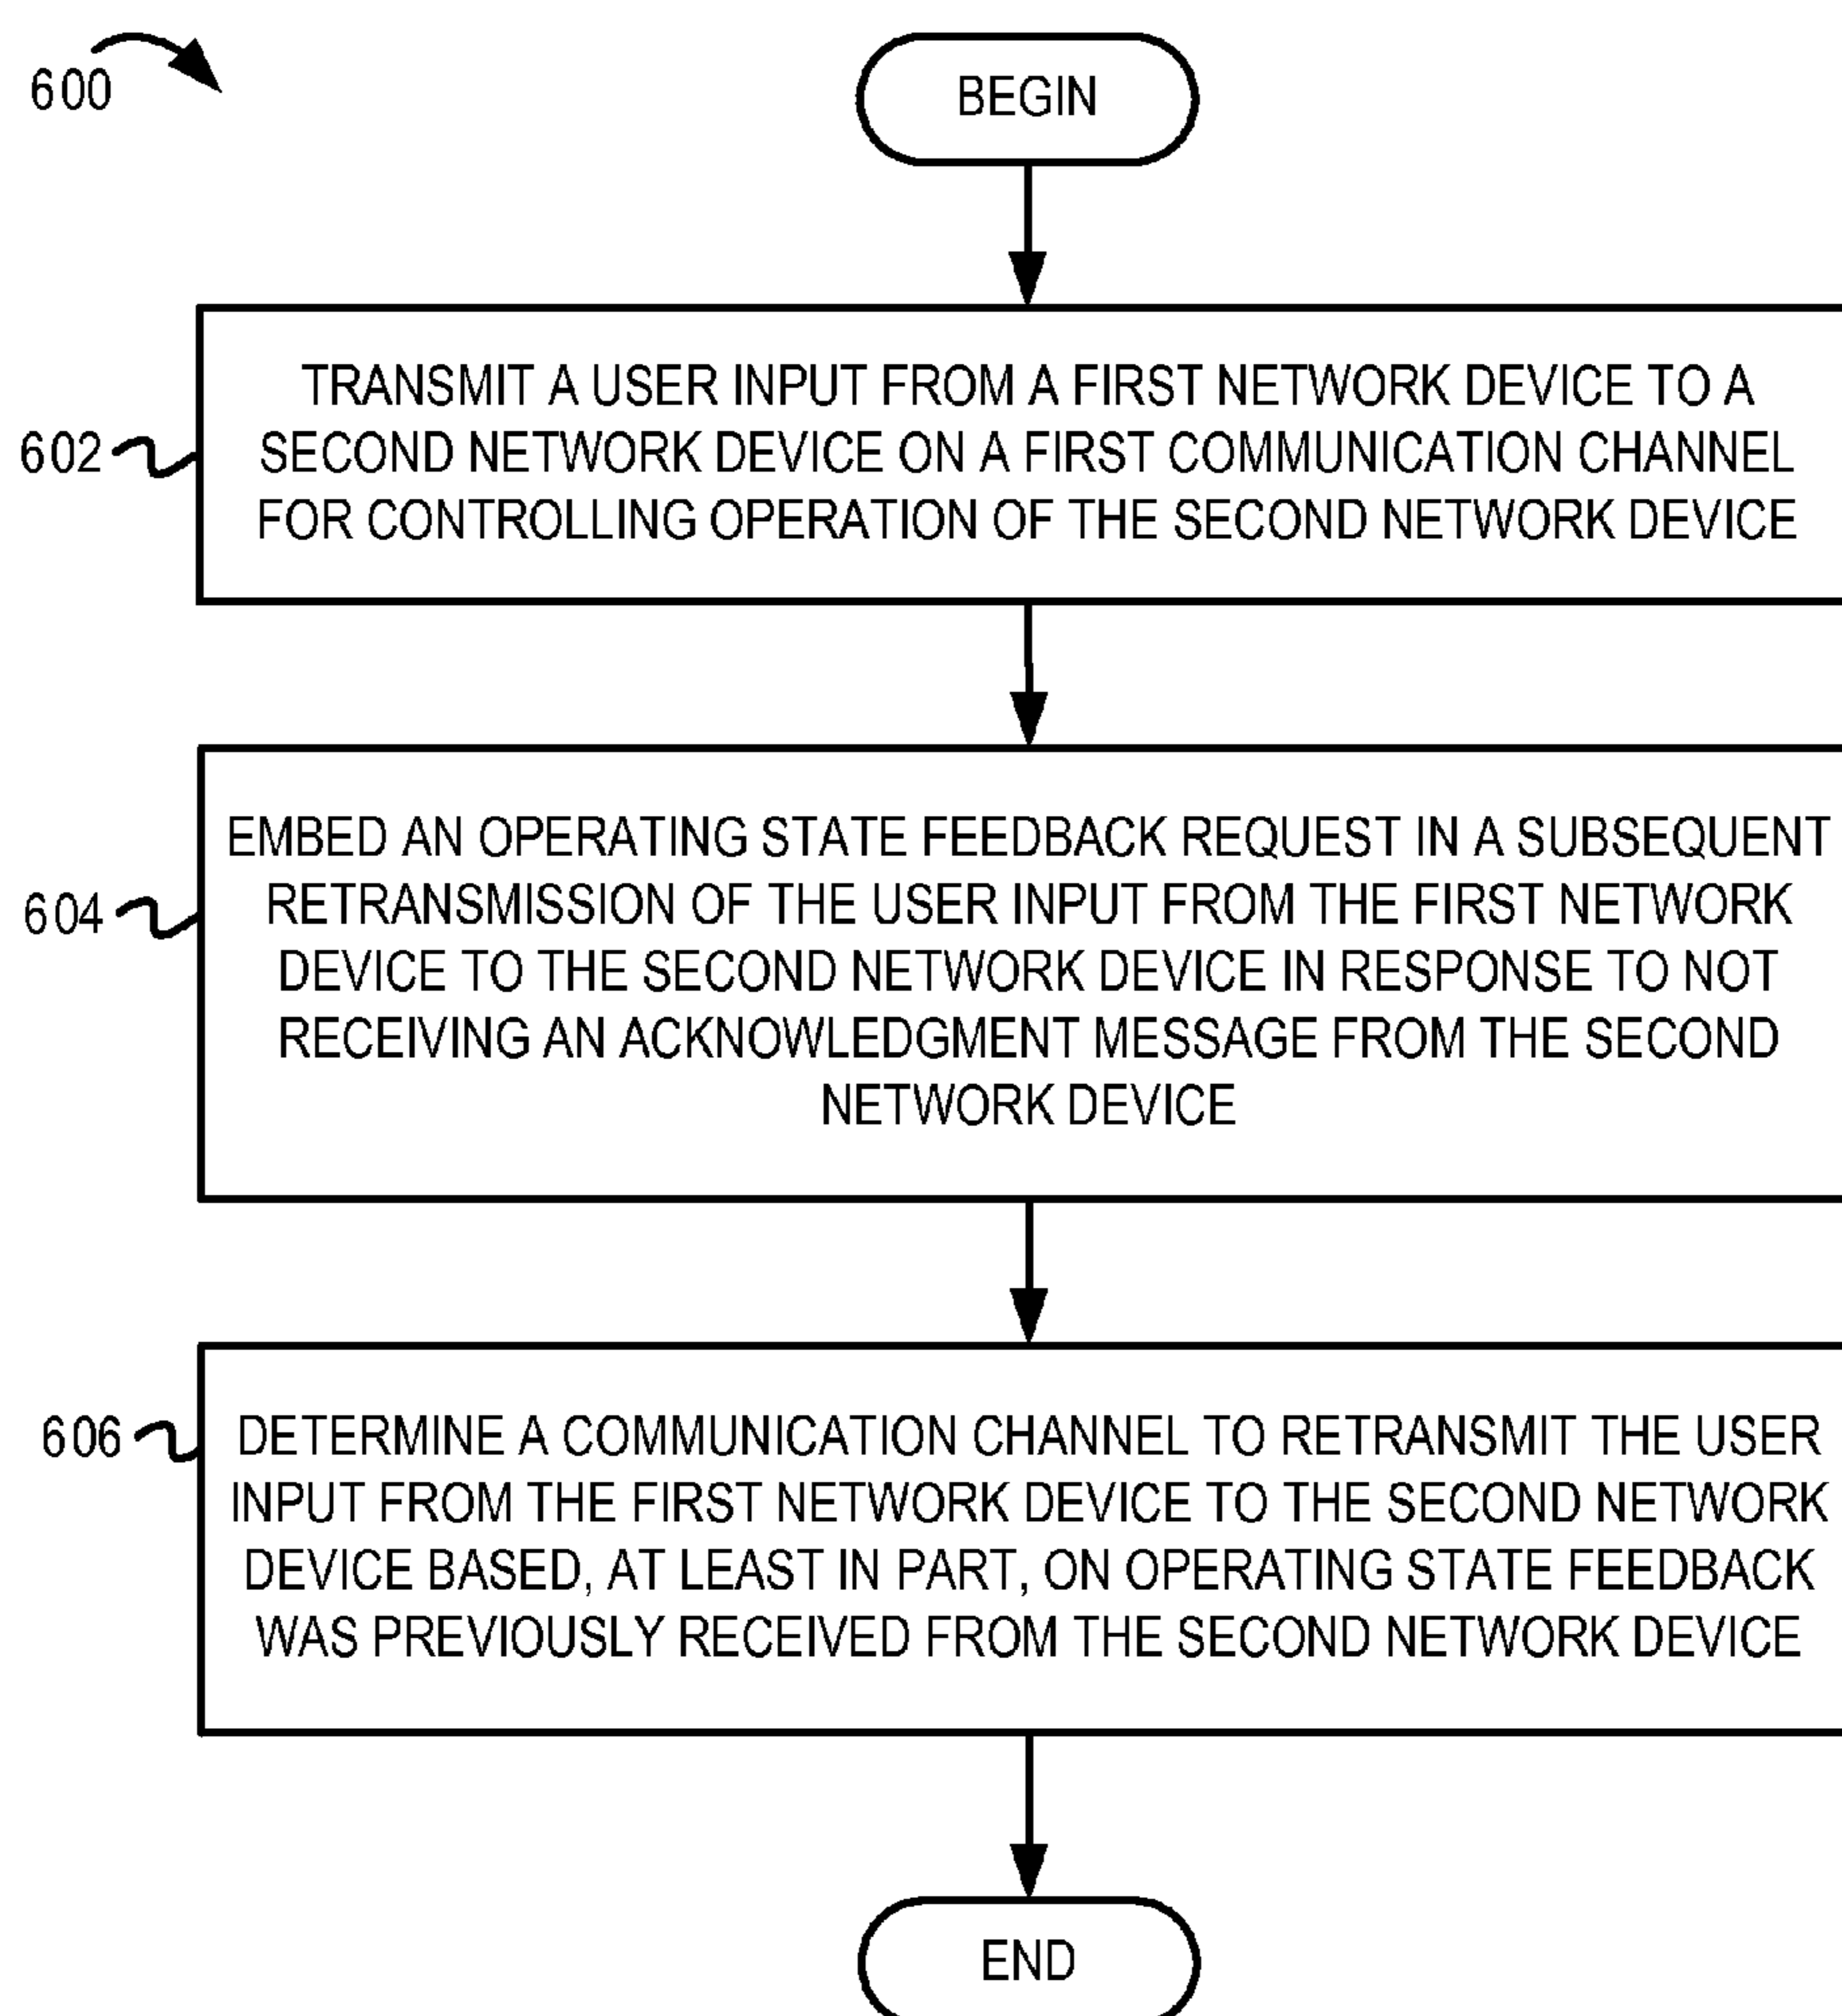 600
BEGIN
602
TRANSMIT A USER INPUT FROM A FIRST NETWORK DEVICE TO A
SECOND NETWORK DEVICE ON A FIRST COMMUNICATION CHANNEL
FOR CONTROLLING OPERATION OF THE SECOND NETWORK DEVICE
604
EMBED AN OPERATING STATE FEEDBACK REQUEST IN A SUBSEQUENT
RETRANSMISSION OF THE USER INPUT FROM THE FIRST NETWORK
DEVICE TO THE SECOND NETWORK DEVICE IN RESPONSE TO NOT
RECEIVING AN ACKNOWLEDGMENT MESSAGE FROM THE SECOND
NETWORK DEVICE
606
DETERMINE A COMMUNICATION CHANNEL TO RETRANSMIT THE USER
INPUT FROM THE FIRST NETWORK DEVICE TO THE SECOND NETWORK
DEVICE BASED, AT LEAST IN PART, ON OPERATING STATE FEEDBACK
WAS PREVIOUSLY RECEIVED FROM THE SECOND NETWORK DEVICE
END